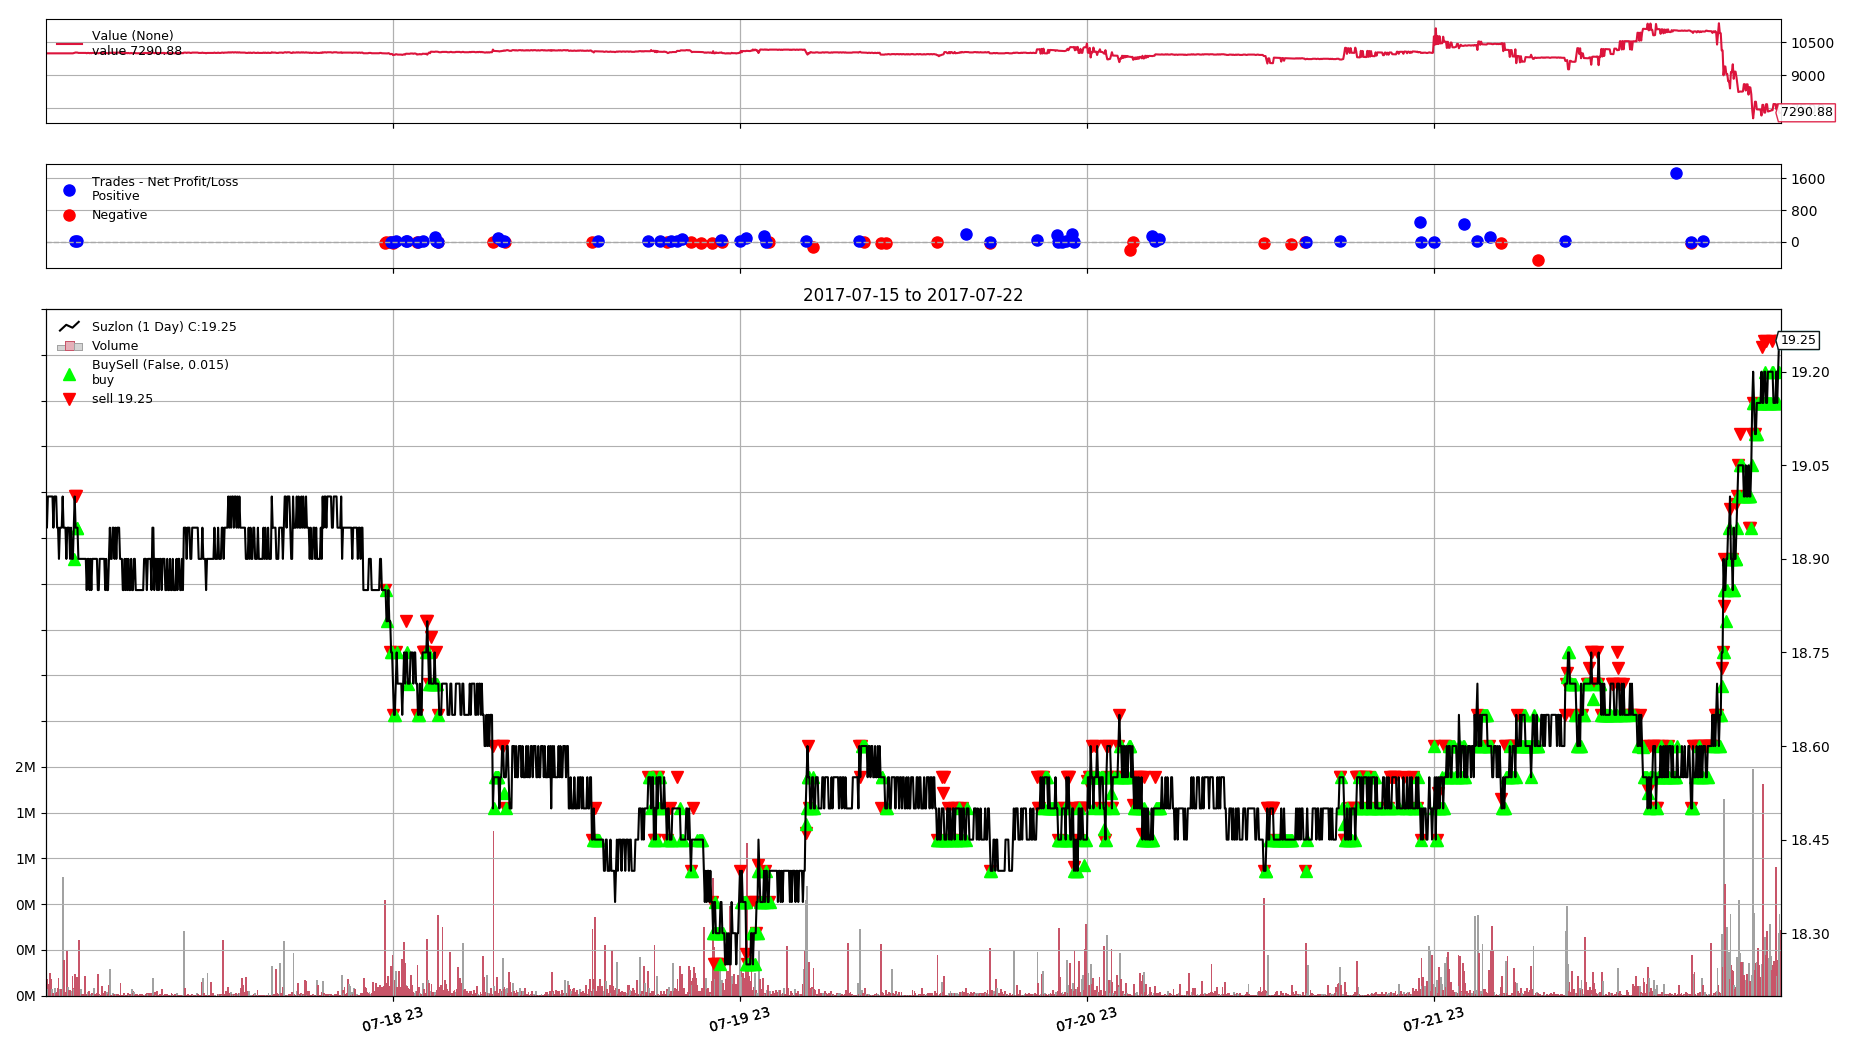 Value (None)
value 7290.88
10500
9000
7290.88
Trades - Net Profit/Loss
Positive
Negative
1600
800
0
2017-07-15 to 2017-07-22
Suzlon (1 Day) C:19.25
Volume
BuySell (False, 0.015)
buy
sell 19.25
19.25
19.20
19.05
18.90
18.75
18.60
18.45
18.30
2M
1M
1M
0M
0M
0M
07-18 23
07-19 23
07-20 23
07-21 23